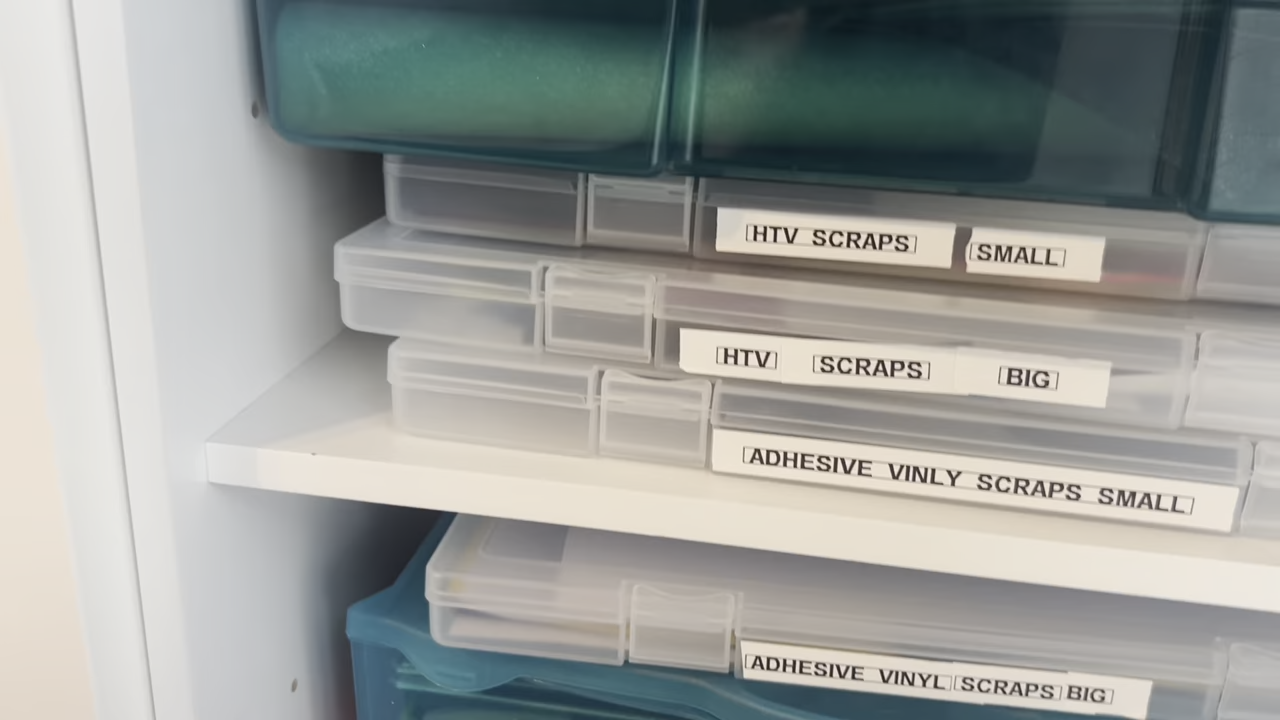 HTV SCRAPS SMALL
HTV SCRAPS BIG
ADHESIVE VINLY SCRAPS SMALL
ADHESIVE VINYL SCRAPS BIG